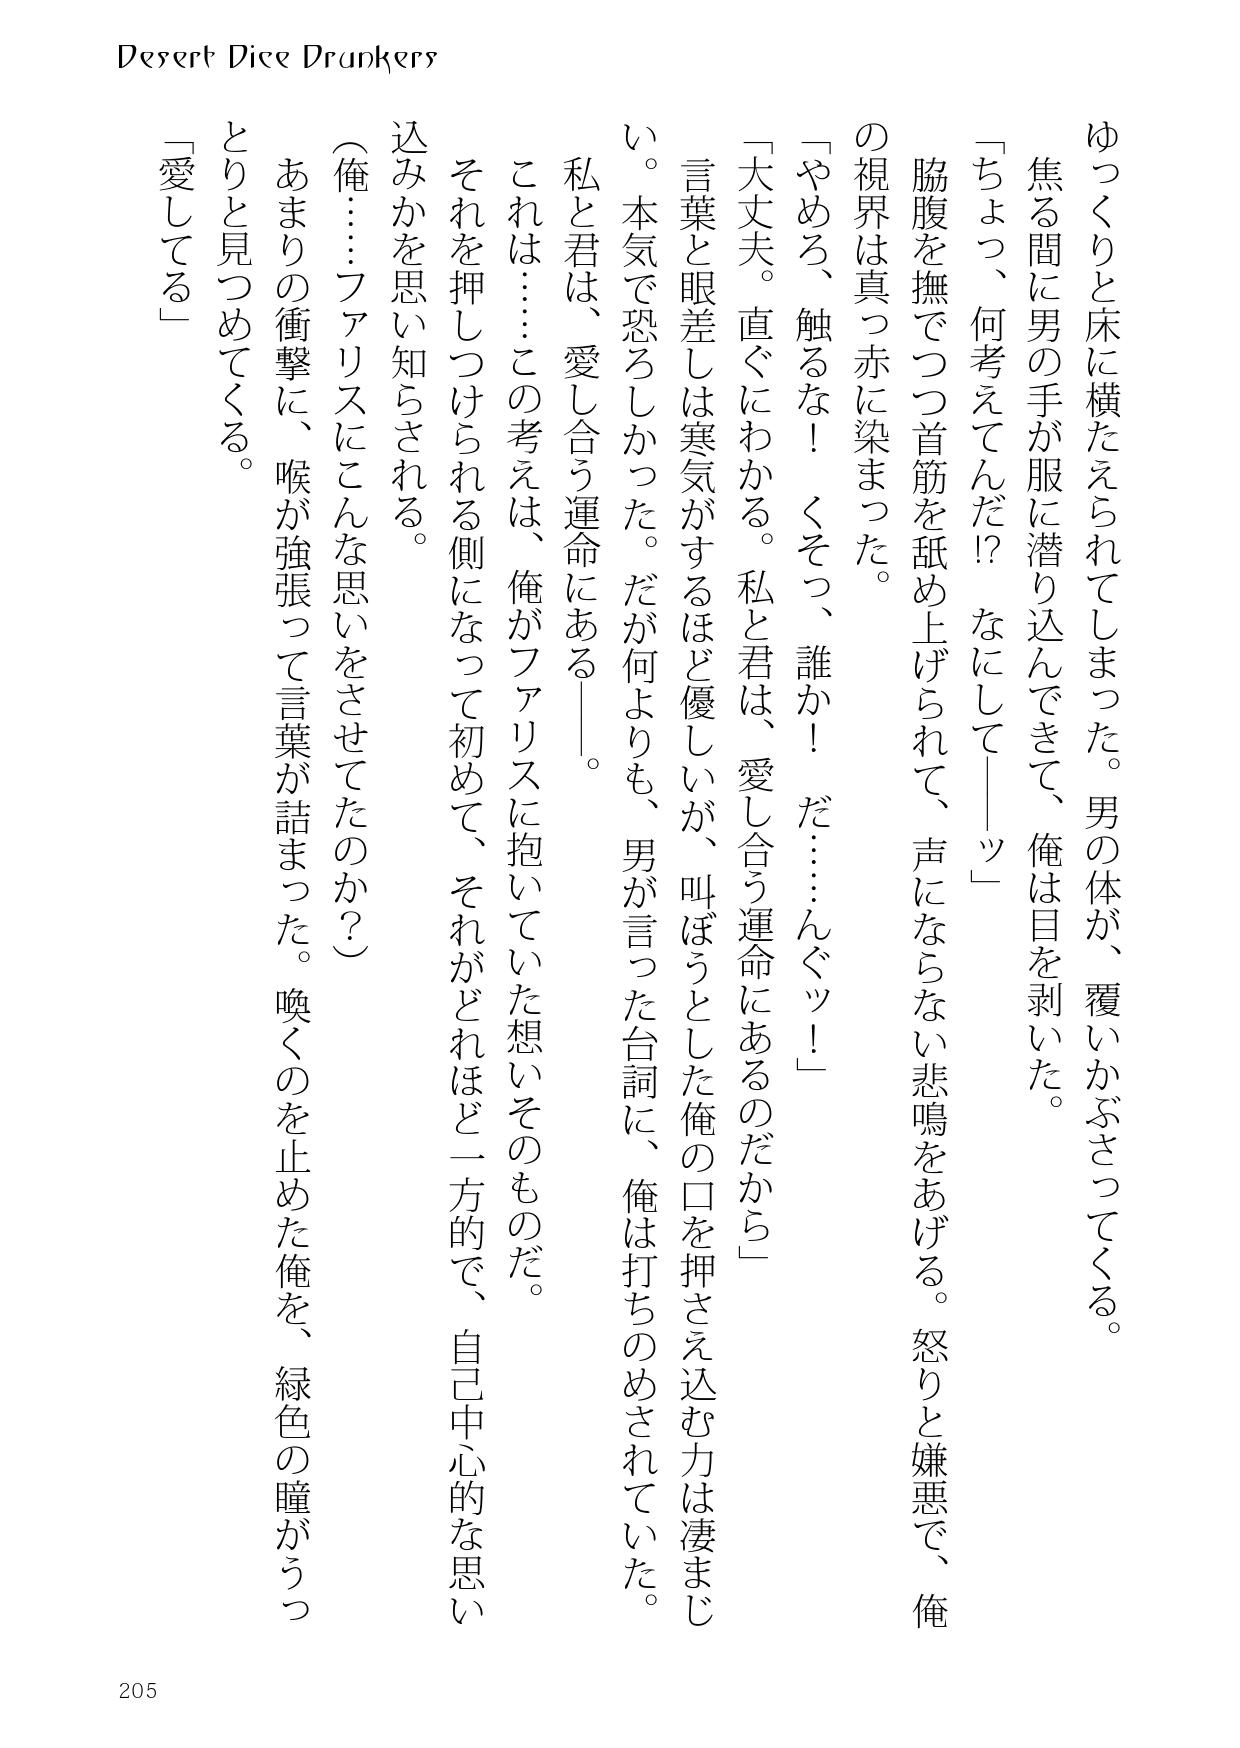 Desert Dice Drunkers
ゆっくりと床に横たえられてしまった。男の体が、覆いかぶさってくる。
　焦る間に男の手が服に潜り込んできて、俺は目を剥いた。
「ちょっ、何考えてんだ!?　なにして――ッ」
　脇腹を撫でつつ首筋を舐め上げられて、声にならない悲鳴をあげる。怒りと嫌悪で、俺
の視界は真っ赤に染まった。
「やめろ、触るな！　くそっ、誰か！　だ……んぐッ！」
「大丈夫。直ぐにわかる。私と君は、愛し合う運命にあるのだから」
　言葉と眼差しは寒気がするほど優しいが、叫ぼうとした俺の口を押さえ込む力は凄まじ
い。本気で恐ろしかった。だが何よりも、男が言った台詞に、俺は打ちのめされていた。
　私と君は、愛し合う運命にある――。
　これは……この考えは、俺がファリスに抱いていた想いそのものだ。
　それを押しつけられる側になって初めて、それがどれほど一方的で、自己中心的な思い
込みかを思い知らされる。
（俺……ファリスにこんな思いをさせてたのか？）
　あまりの衝撃に、喉が強張って言葉が詰まった。喚くのを止めた俺を、緑色の瞳がうっ
とりと見つめてくる。
「愛してる」
205